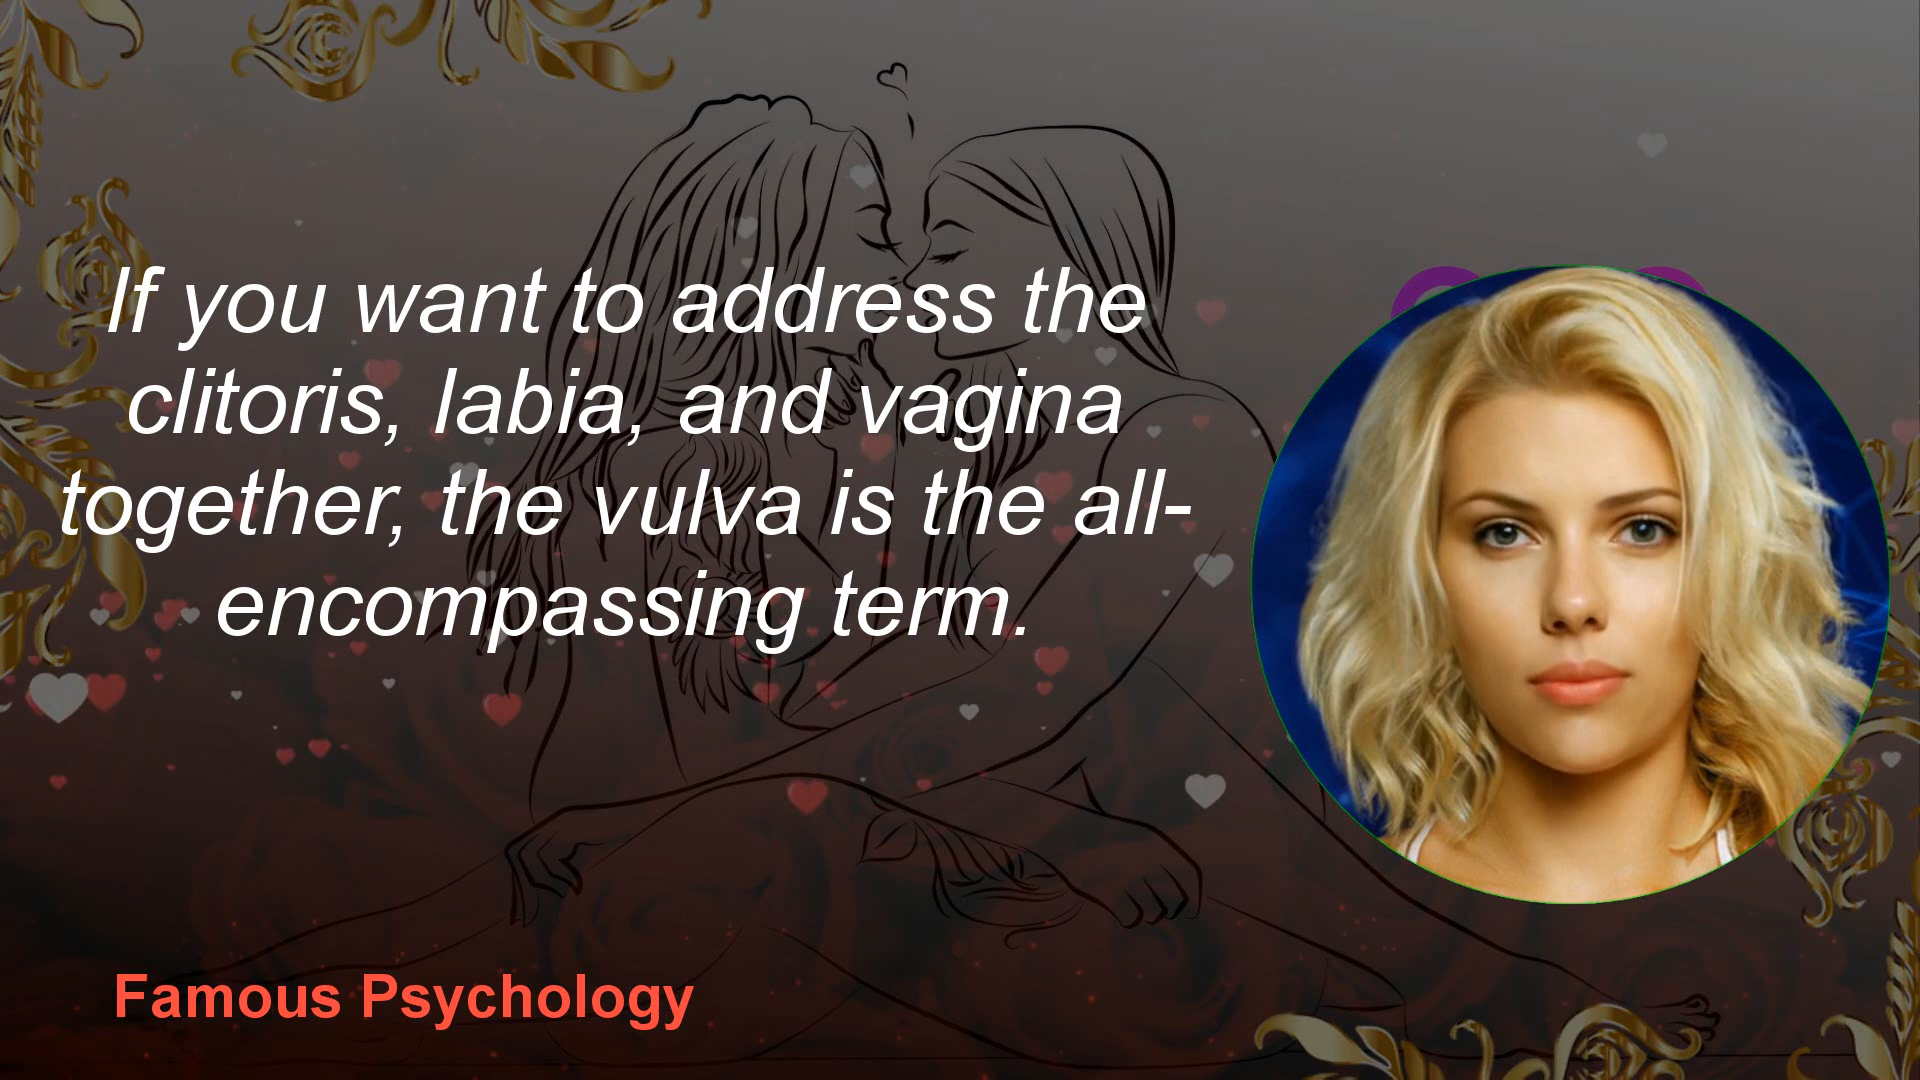 If you want to address the
clitoris, labia, and vagina
together, the vulva is the all-
encompassing term.
Famous Psychology